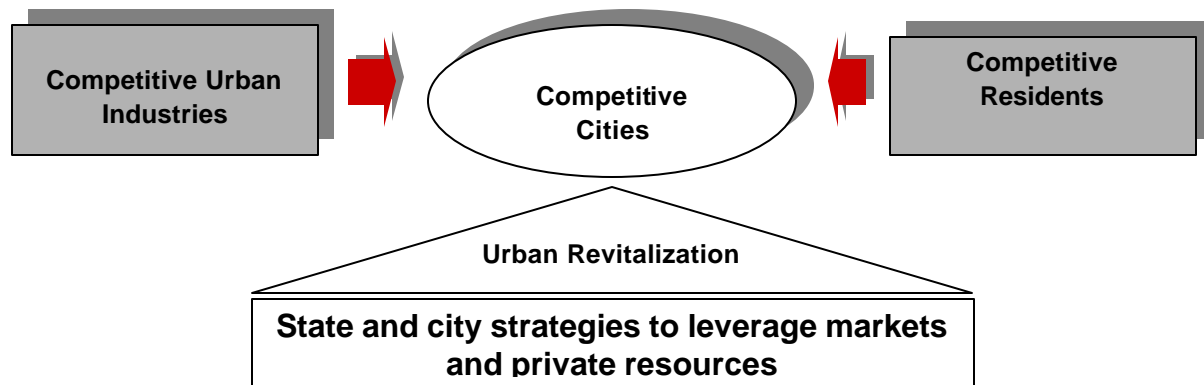 Competitive Urban
Industries
Competitive
Cities
Competitive
Residents
Urban Revitalization
State and city strategies to leverage markets
and private resources